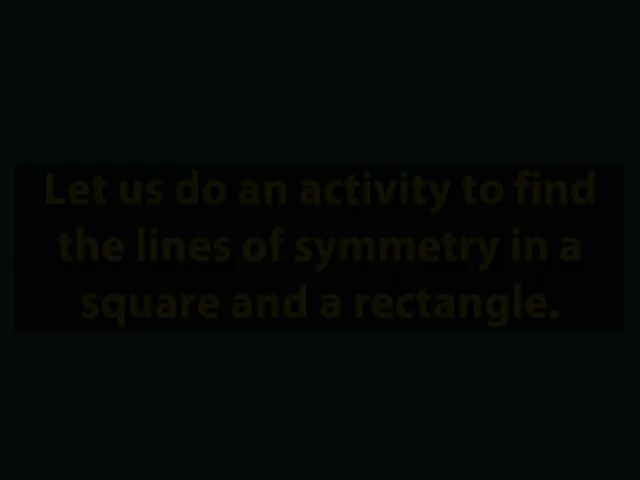 Let us do an activity to find
the lines of symmetry in a
square and a rectangle.